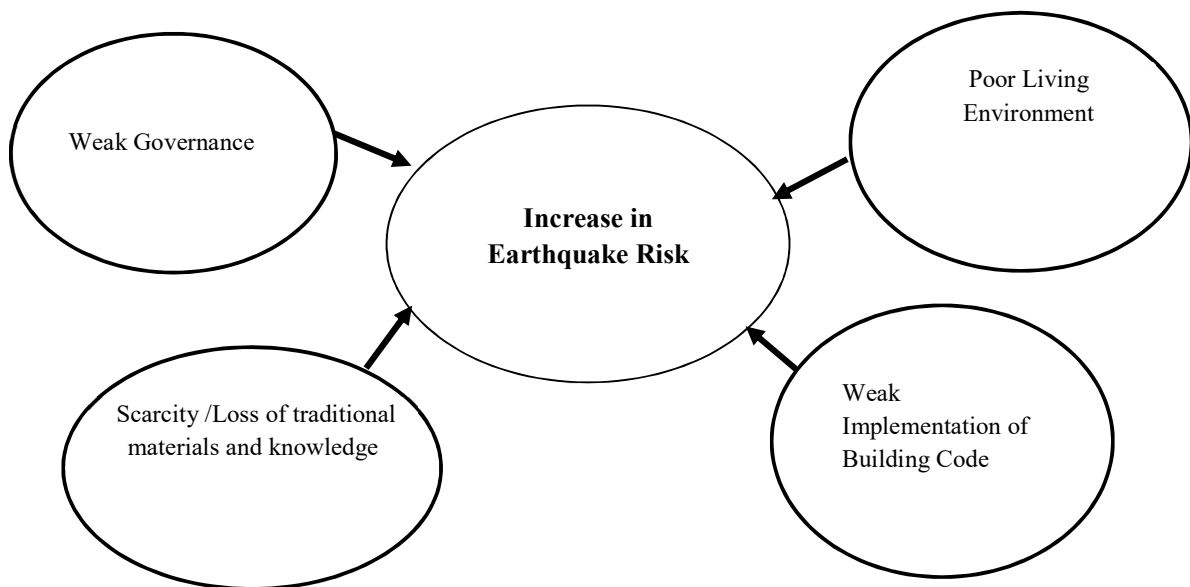 Weak Governance
Poor Living
Environment
Increase in
Earthquake Risk
Scarcity /Loss of traditional
materials and knowledge
Weak
Implementation of
Building Code